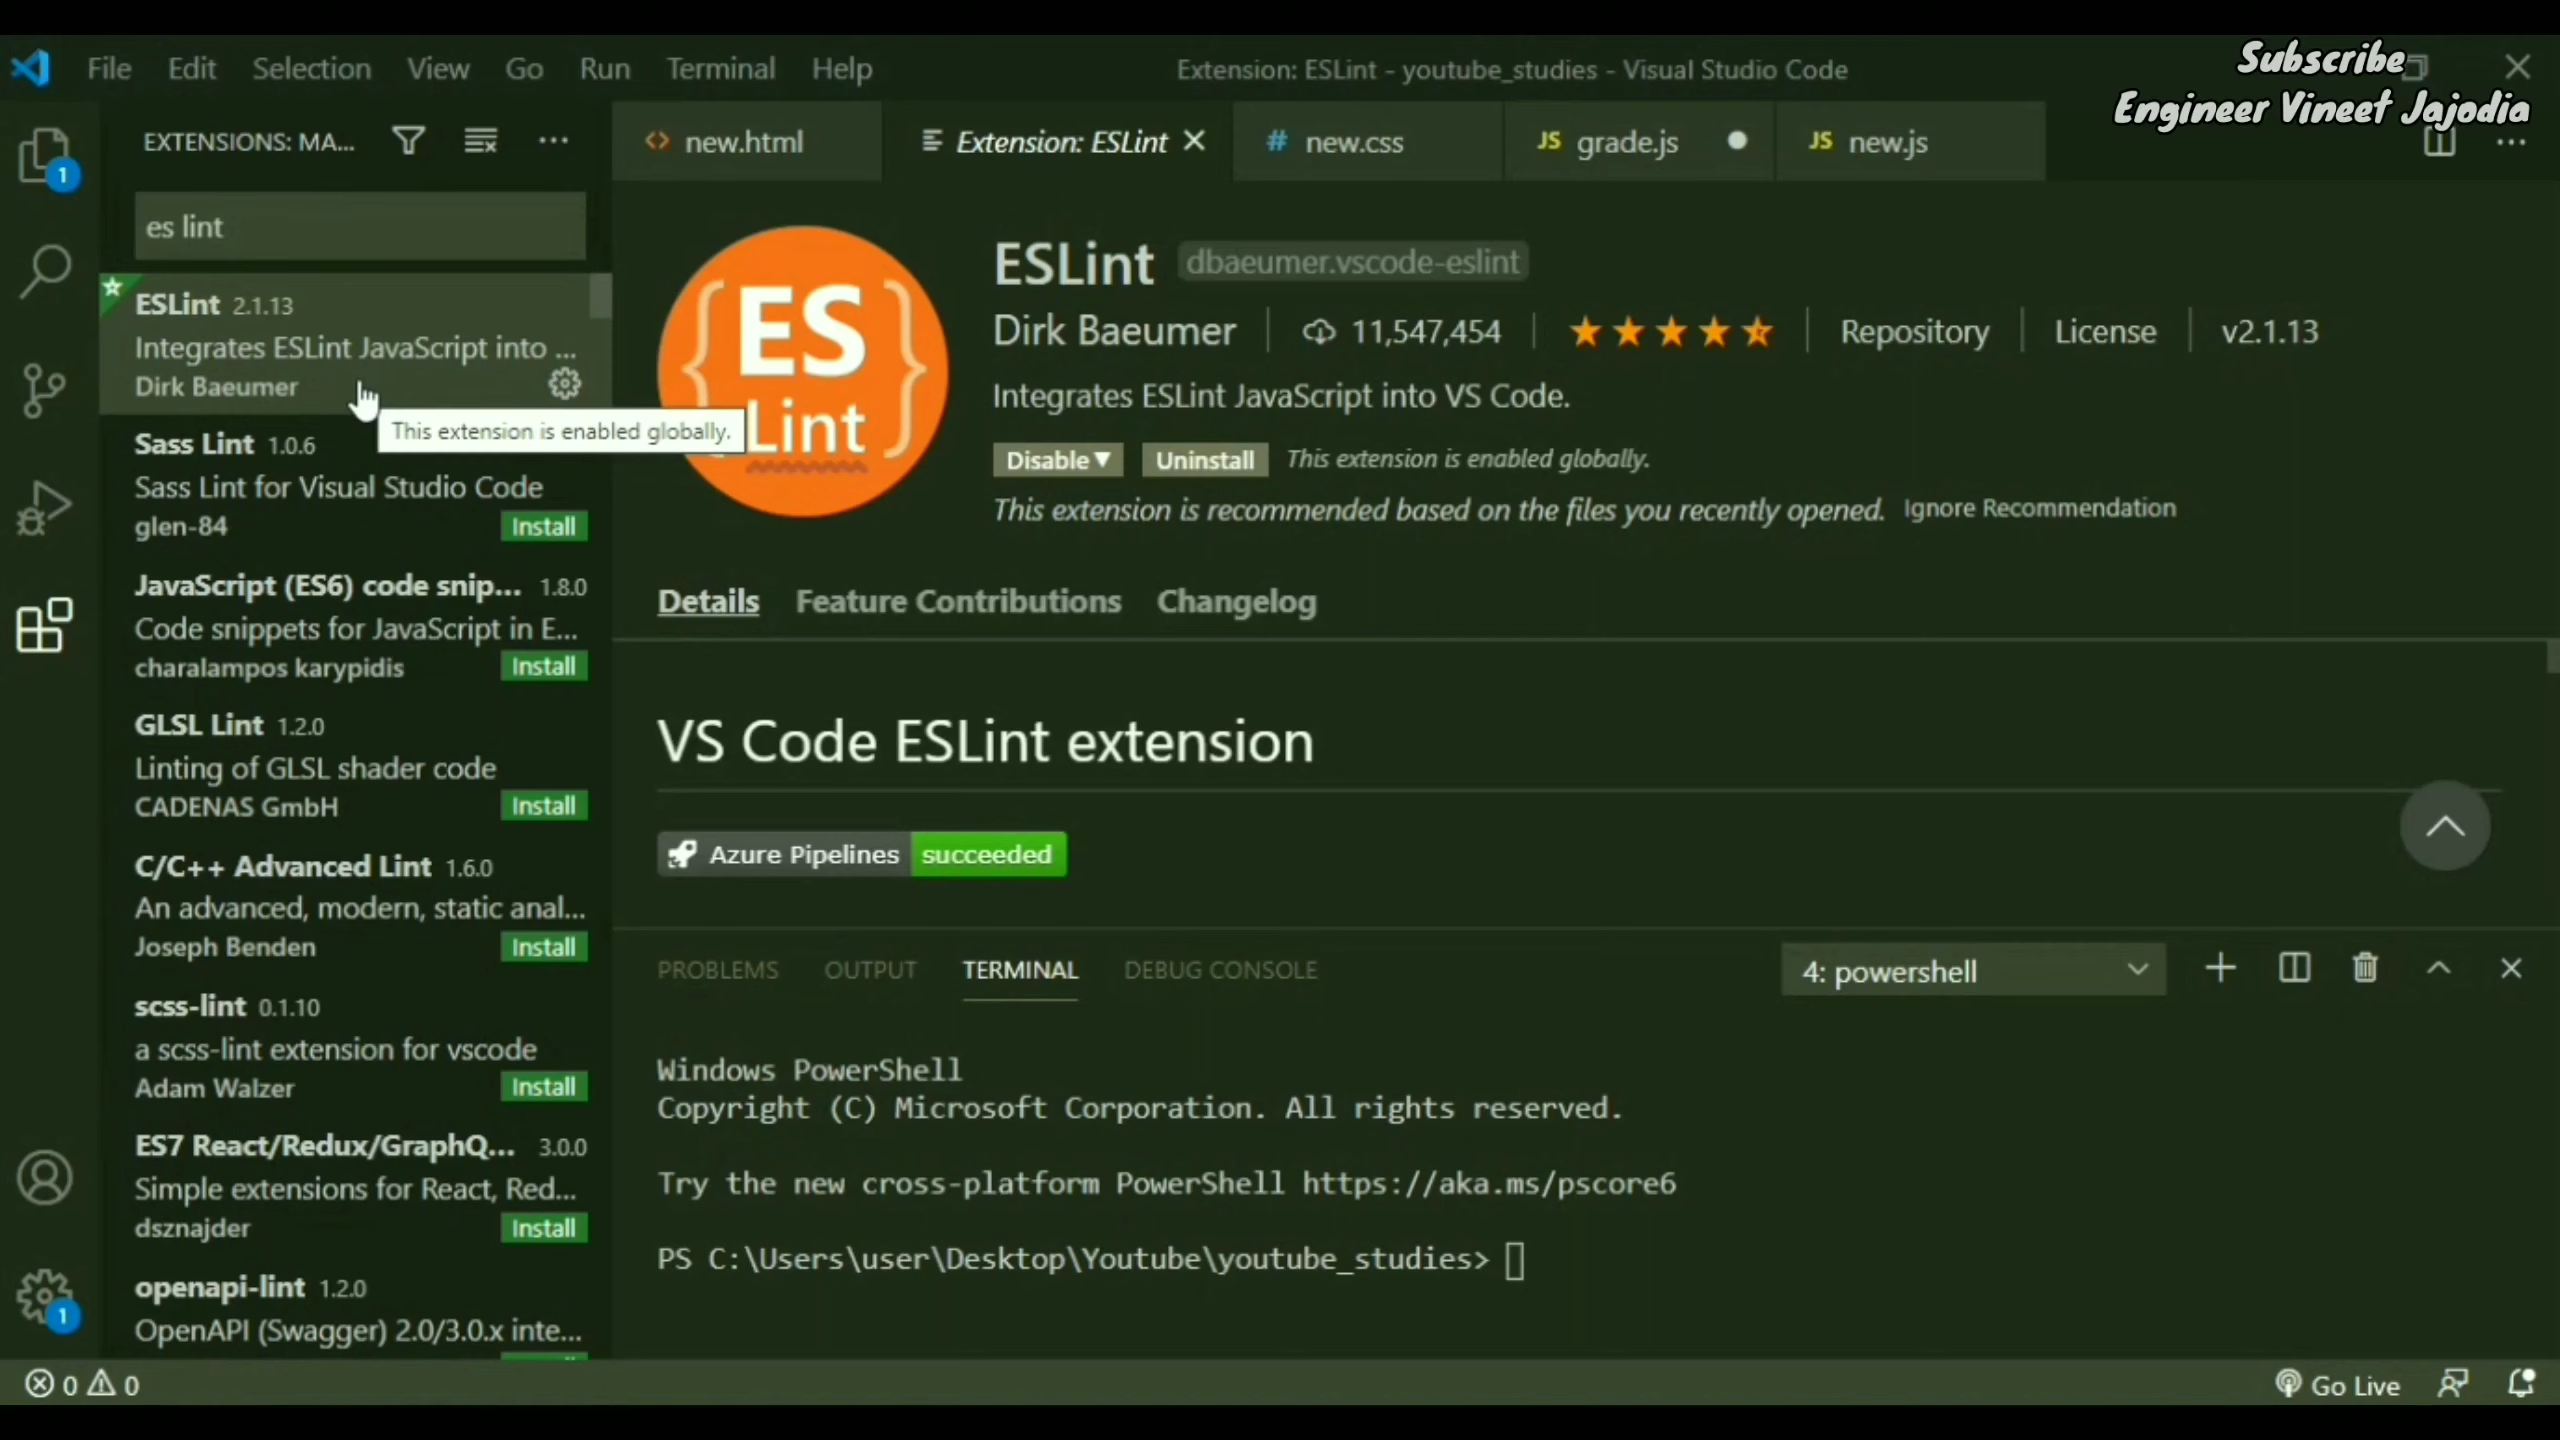 File Edit Selection View Go Run Terminal Help
Extension: ESLint - youtube_studies - Visual Studio Code
Subscribe
Engineer Vineet Jajodia
EXTENSIONS: MA...
new.html
Extension: ESLint
# new.css
JS grade.js
JS new.js
1
es lint
ESLint 2.1.13
Integrates ESLint JavaScript into ...
Dirk Baeumer
This extension is enabled globally.
Sass Lint 1.0.6
Sass Lint for Visual Studio Code
glen-84 Install
JavaScript (ES6) code snip... 1.8.0
Code snippets for JavaScript in E...
charalampos karypidis Install
GLSL Lint 1.2.0
Linting of GLSL shader code
CADENAS GmbH Install
C/C++ Advanced Lint 1.6.0
An advanced, modern, static anal...
Joseph Benden Install
scss-lint 0.1.10
a scss-lint extension for vscode
Adam Walzer Install
ES7 React/Redux/GraphQ... 3.0.0
Simple extensions for React, Red...
dsznajder Install
openapi-lint 1.2.0
OpenAPI (Swagger) 2.0/3.0.x inte...
1
{ES}
Lint
ESLint dbaeumer.vscode-eslint
Dirk Baeumer 11,547,454 Repository License v2.1.13
Integrates ESLint JavaScript into VS Code.
Disable Uninstall This extension is enabled globally.
This extension is recommended based on the files you recently opened. Ignore Recommendation
Details Feature Contributions Changelog
VS Code ESLint extension
Azure Pipelines succeeded
PROBLEMS OUTPUT TERMINAL DEBUG CONSOLE 4: powershell
Windows PowerShell
Copyright (C) Microsoft Corporation. All rights reserved.
Try the new cross-platform PowerShell https://aka.ms/pscore6
PS C:\Users\user\Desktop\Youtube\youtube_studies>
0 0 Go Live